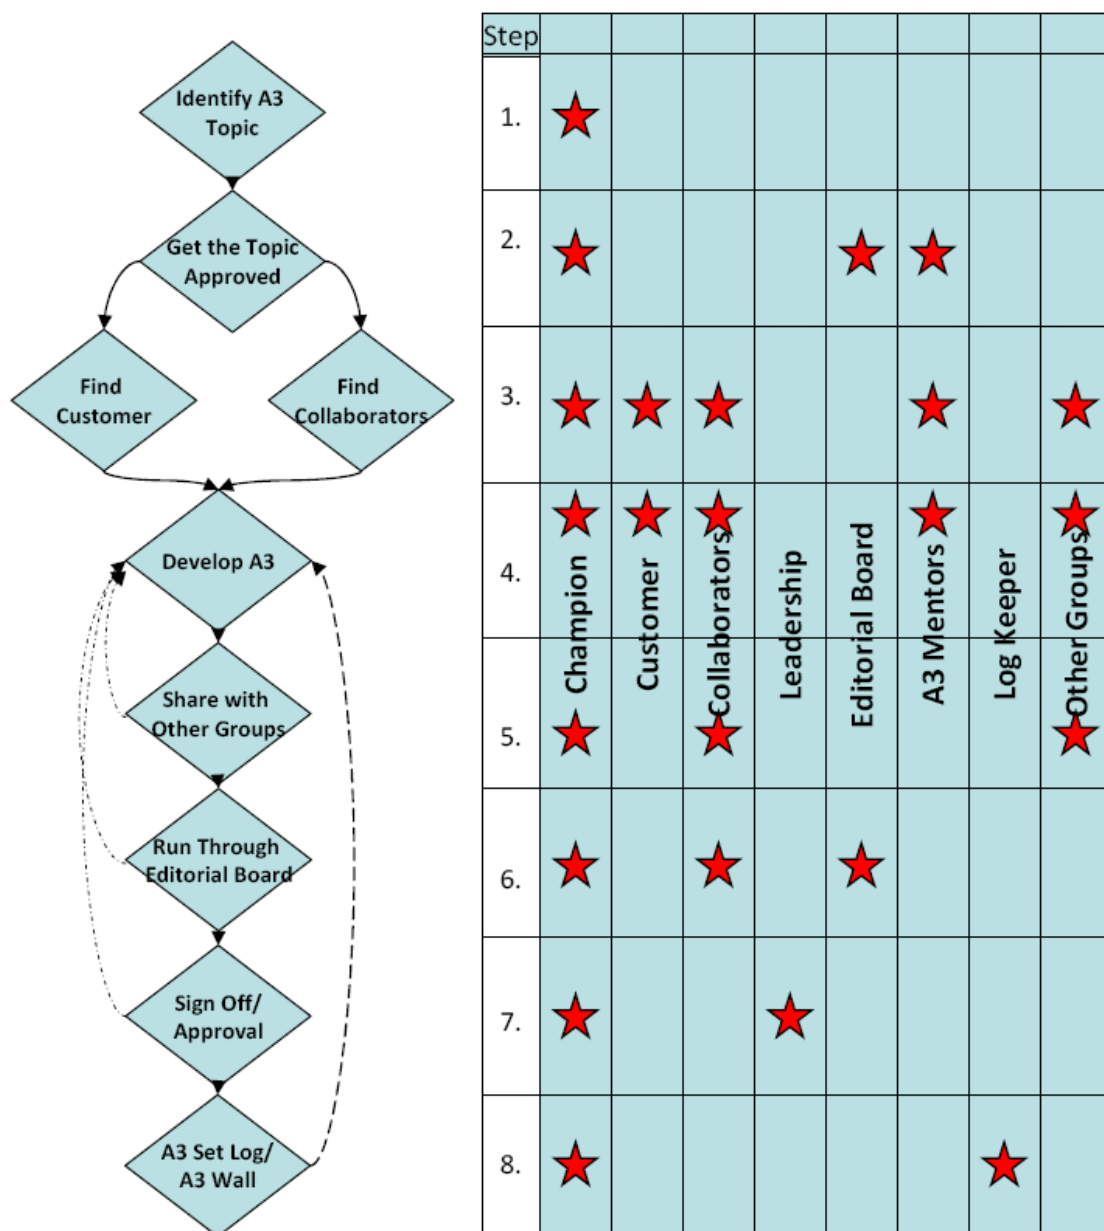 Identify A3
Topic
Get the Topic
Approved
Find
Customer
Find
Collaborators
Develop A3
Share with
Other Groups
Run Through
Editorial Board
Sign Off/
Approval
A3 Set Log/
A3 Wall
Step
1.
2.
3.
4.
5.
6.
7.
8.
Champion
Customer
Collaborators
Leadership
Editorial Board
A3 Mentors
Log Keeper
Other Groups